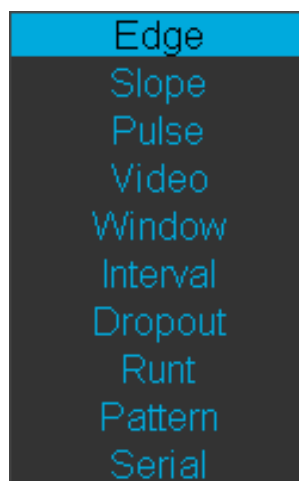 Edge
Slope
Pulse
Video
Window
Interval
Dropout
Runt
Pattern
Serial